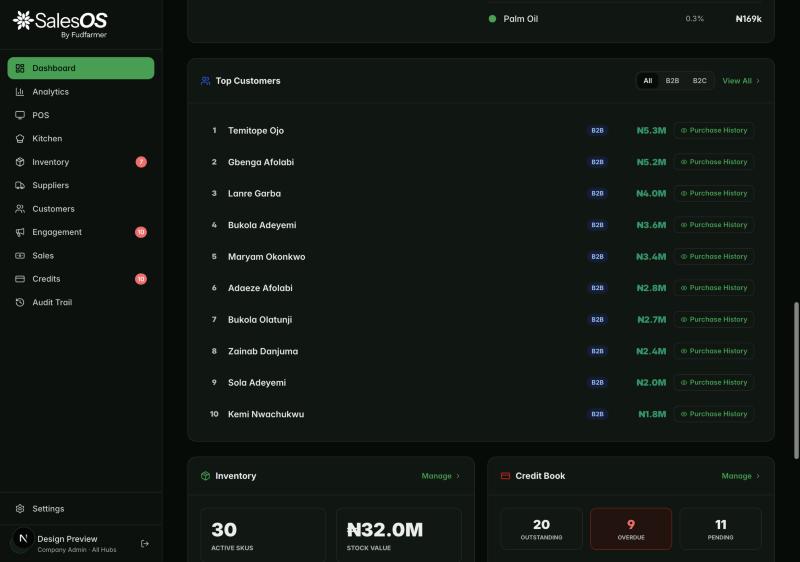 SalesOS
By Fudfarmer
Dashboard
Analytics
POS
Kitchen
Inventory 7
Suppliers
Customers
Engagement 10
Sales
Credits 10
Audit Trail
Settings
N
Design Preview
Company Admin · All Hubs
Palm Oil 0.3% ₦169k
Top Customers All B2B B2C View All
1 Temitope Ojo B2B ₦5.3M Purchase History
2 Gbenga Afolabi B2B ₦5.2M Purchase History
3 Lanre Garba B2B ₦4.0M Purchase History
4 Bukola Adeyemi B2B ₦3.6M Purchase History
5 Maryam Okonkwo B2B ₦3.4M Purchase History
6 Adaeze Afolabi B2B ₦2.8M Purchase History
7 Bukola Olatunji B2B ₦2.7M Purchase History
8 Zainab Danjuma B2B ₦2.4M Purchase History
9 Sola Adeyemi B2B ₦2.0M Purchase History
10 Kemi Nwachukwu B2B ₦1.8M Purchase History
Inventory Manage
30
ACTIVE SKUS
₦32.0M
STOCK VALUE
Credit Book Manage
20
OUTSTANDING
9
OVERDUE
11
PENDING